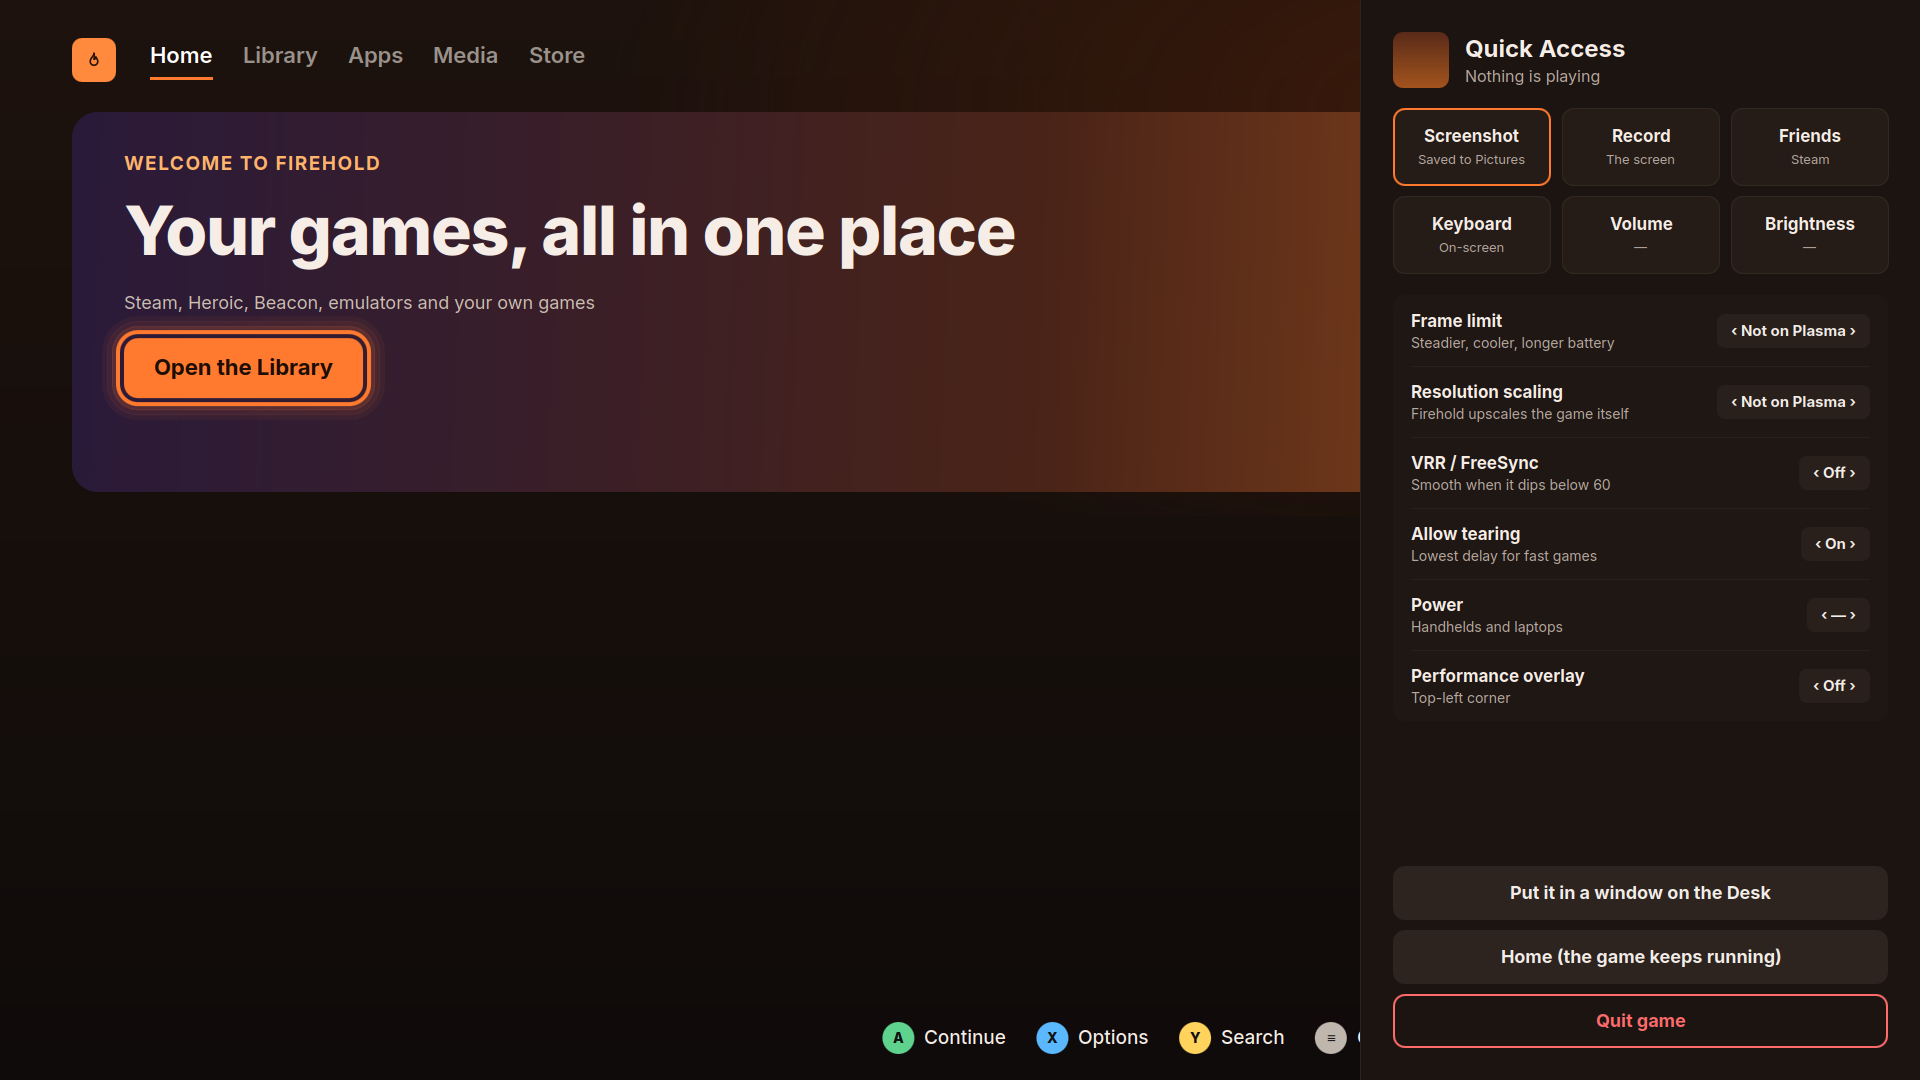 Home Library Apps Media Store
WELCOME TO FIREHOLD
Your games, all in one place
Steam, Heroic, Beacon, emulators and your own games
Open the Library
A Continue X Options Y Search ≡
Quick Access
Nothing is playing
Screenshot
Saved to Pictures
Record
The screen
Friends
Steam
Keyboard
On-screen
Volume
—
Brightness
—
Frame limit
Steadier, cooler, longer battery
‹ Not on Plasma ›
Resolution scaling
Firehold upscales the game itself
‹ Not on Plasma ›
VRR / FreeSync
Smooth when it dips below 60
‹ Off ›
Allow tearing
Lowest delay for fast games
‹ On ›
Power
Handhelds and laptops
‹ — ›
Performance overlay
Top-left corner
‹ Off ›
Put it in a window on the Desk
Home (the game keeps running)
Quit game